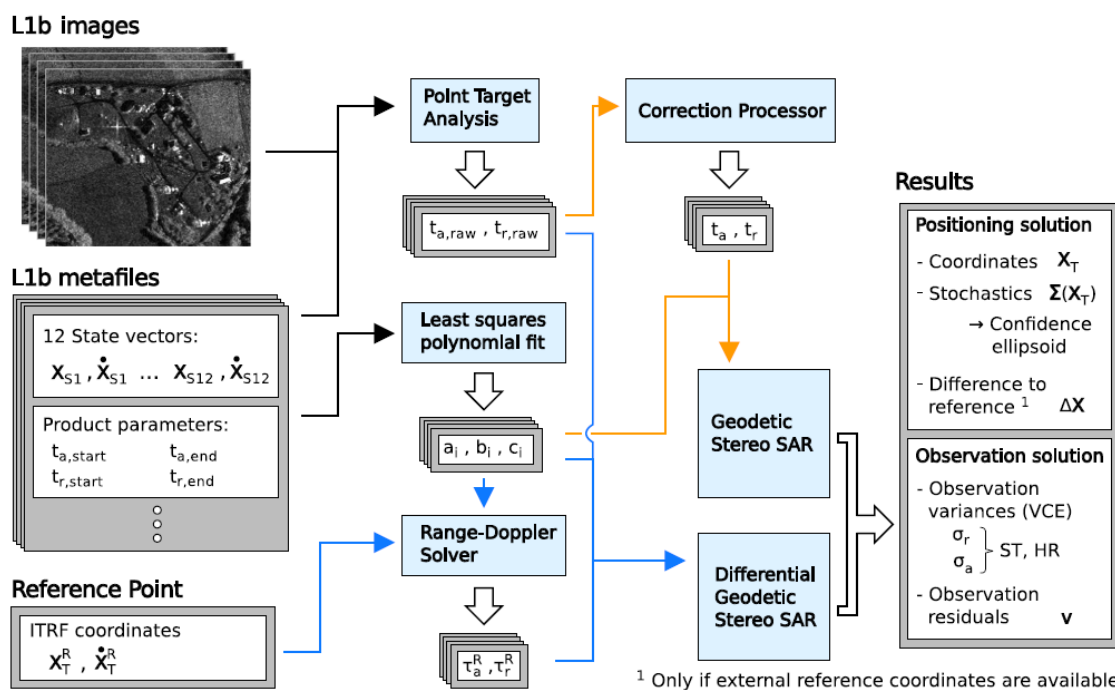 L1b images
Point Target
Analysis
Correction Processor
t_a,raw , t_r,raw
t_a , t_r
L1b metafiles
12 State vectors:
X_S1 , Ẋ_S1 ... X_S12 , Ẋ_S12
Product parameters:
t_a,start t_a,end
t_r,start t_r,end
Least squares
polynomial fit
a_i , b_i , c_i
Range-Doppler
Solver
Reference Point
ITRF coordinates
X_T^R , Ẋ_T^R
τ_a^R , τ_r^R
Geodetic
Stereo SAR
Differential
Geodetic
Stereo SAR
Results
Positioning solution
- Coordinates X_T
- Stochastics Σ(X_T)
→ Confidence
ellipsoid
- Difference to
reference ¹ ΔX
Observation solution
- Observation
variances (VCE)
σ_r
σ_a } ST, HR
- Observation
residuals v
¹ Only if external reference coordinates are available